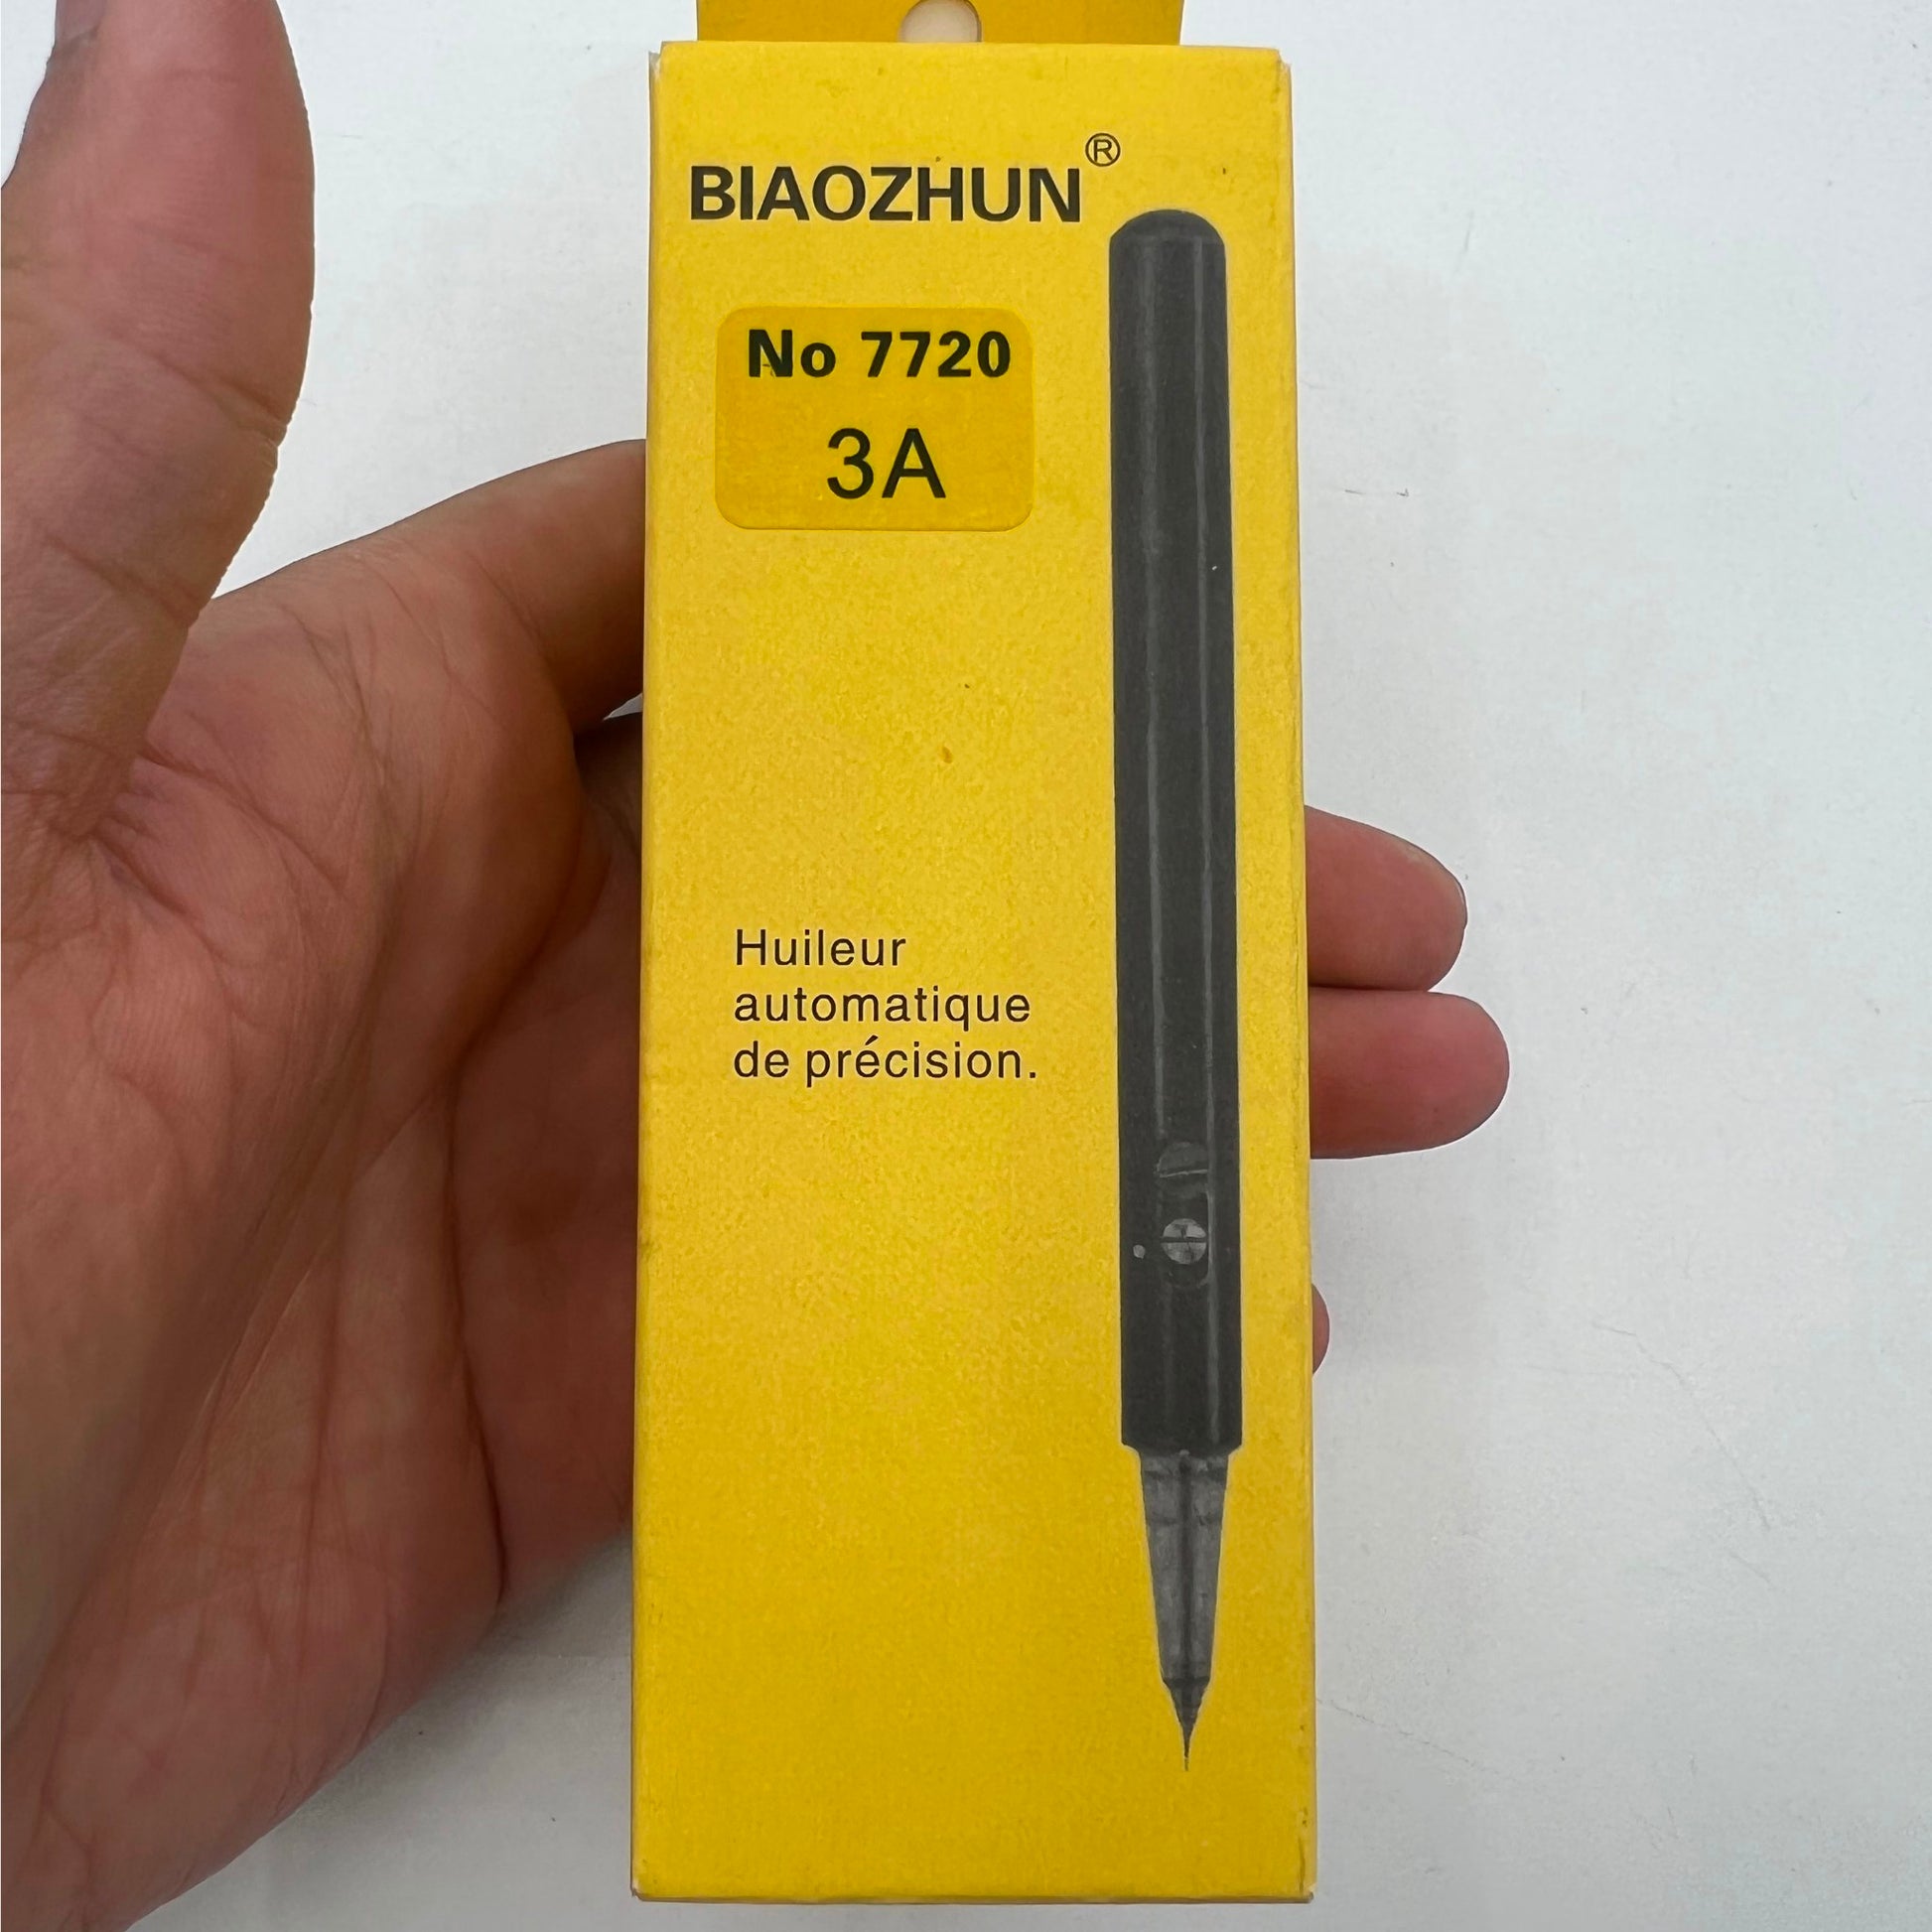 BIAOZHUN®
No 7720
3A
Huileur
automatique
de précision.